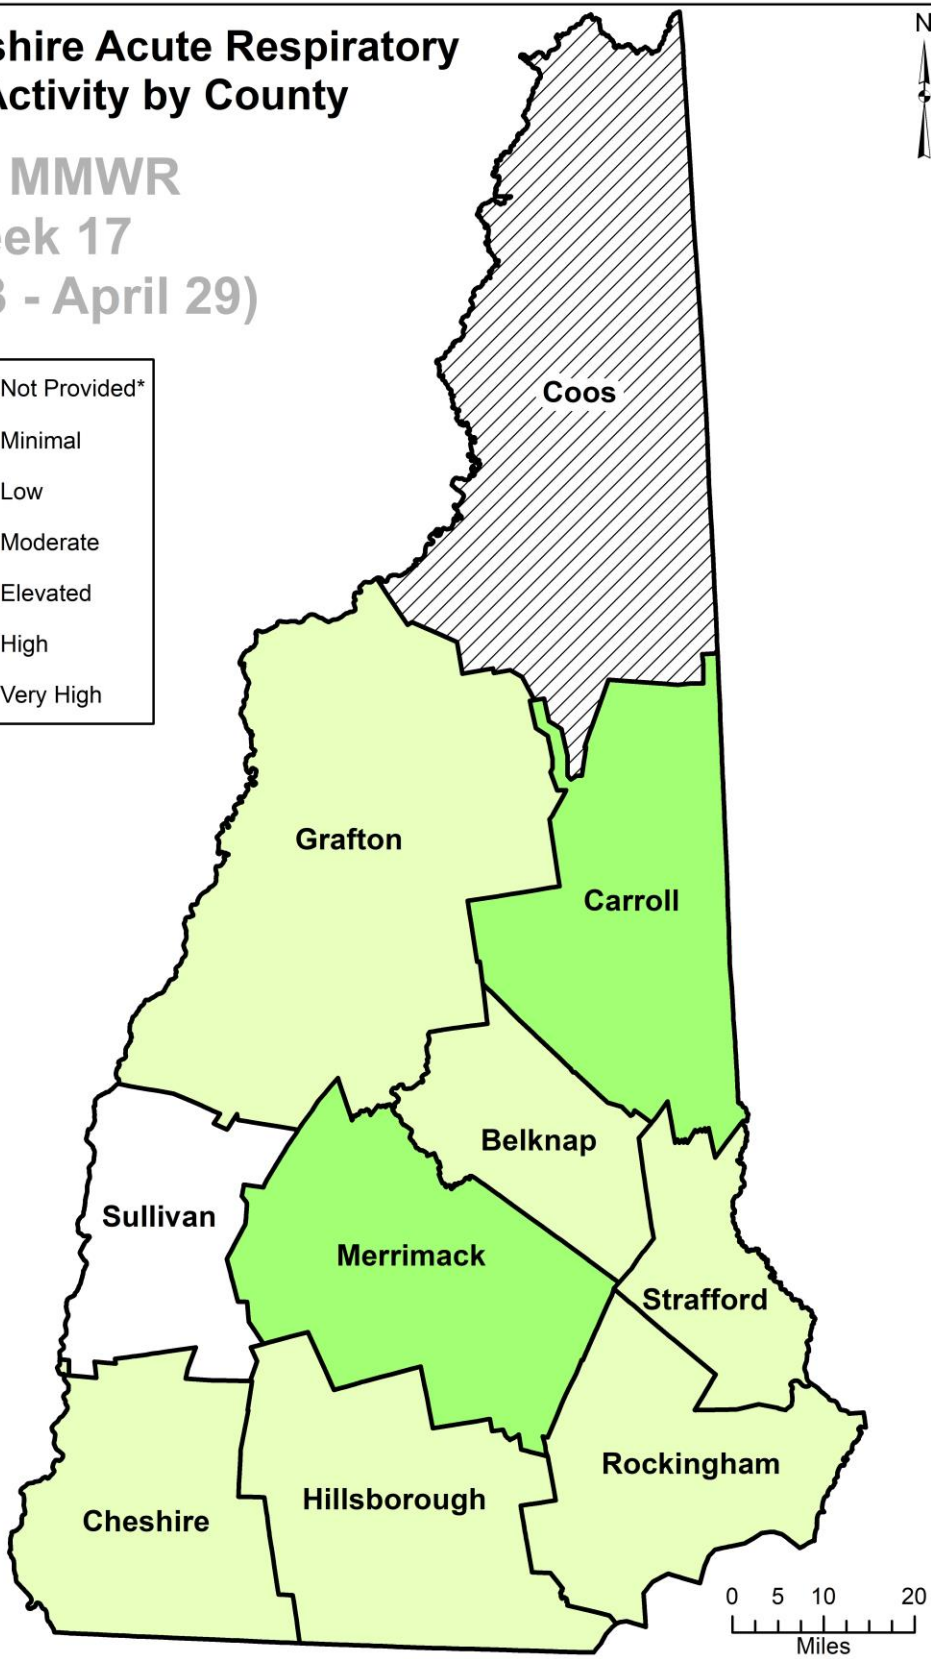 shire Acute Respiratory
Activity by County
MMWR
eek 17
3 - April 29)
Not Provided*
Minimal
Low
Moderate
Elevated
High
Very High
N
Coos
Grafton
Carroll
Belknap
Sullivan
Merrimack
Strafford
Rockingham
Hillsborough
Cheshire
0 5 10 20
Miles